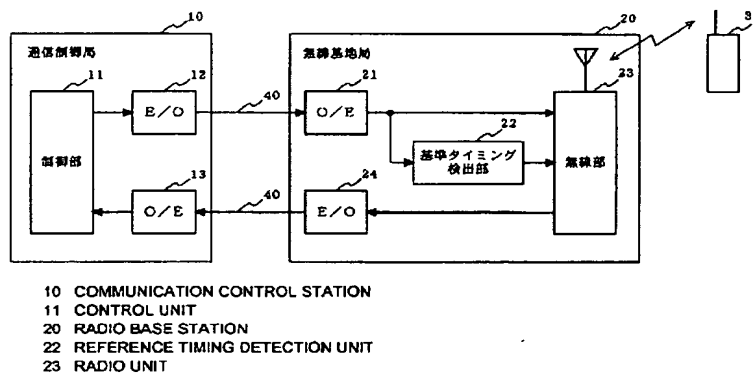 10
20
3
通信制御局
無線基地局
11
12
21
23
E/O
40
O/E
22
制御部
基準タイミング
検出部
無線部
13
24
O/E
40
E/O
10 COMMUNICATION CONTROL STATION
11 CONTROL UNIT
20 RADIO BASE STATION
22 REFERENCE TIMING DETECTION UNIT
23 RADIO UNIT